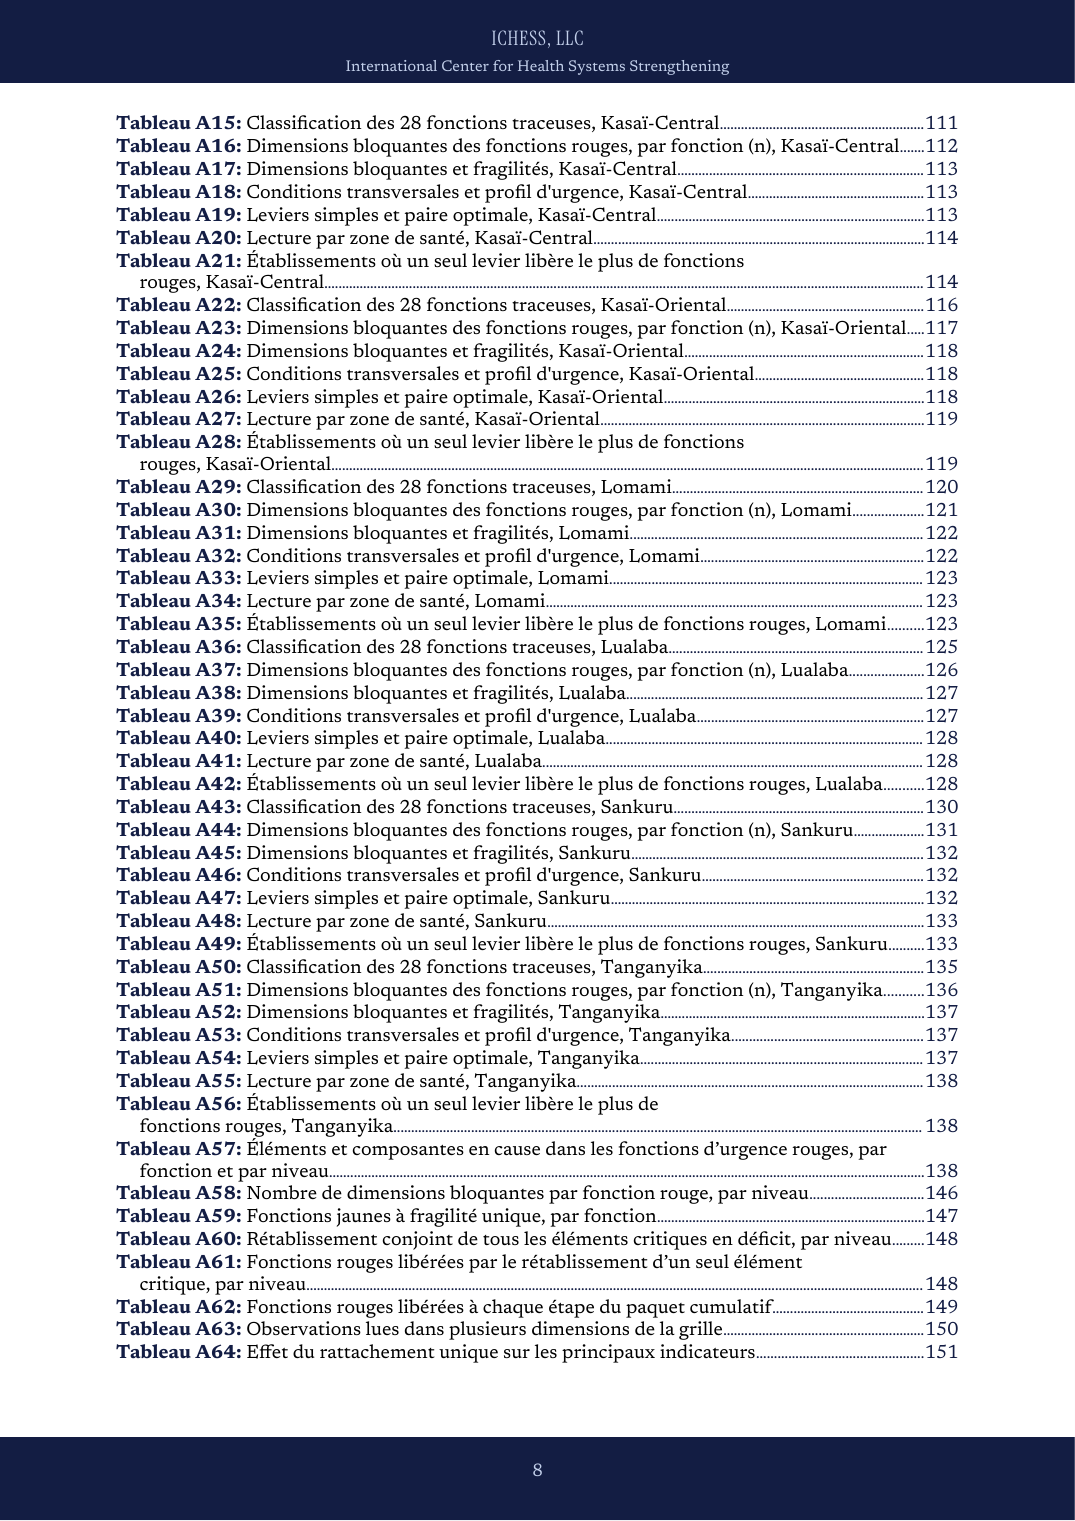 ICHESS, LLC
International Center for Health Systems Strengthening
Tableau A15: Classification des 28 fonctions traceuses, Kasaï-Central 111
Tableau A16: Dimensions bloquantes des fonctions rouges, par fonction (n), Kasaï-Central 112
Tableau A17: Dimensions bloquantes et fragilités, Kasaï-Central 113
Tableau A18: Conditions transversales et profil d'urgence, Kasaï-Central 113
Tableau A19: Leviers simples et paire optimale, Kasaï-Central 113
Tableau A20: Lecture par zone de santé, Kasaï-Central 114
Tableau A21: Établissements où un seul levier libère le plus de fonctions
rouges, Kasaï-Central 114
Tableau A22: Classification des 28 fonctions traceuses, Kasaï-Oriental 116
Tableau A23: Dimensions bloquantes des fonctions rouges, par fonction (n), Kasaï-Oriental 117
Tableau A24: Dimensions bloquantes et fragilités, Kasaï-Oriental 118
Tableau A25: Conditions transversales et profil d'urgence, Kasaï-Oriental 118
Tableau A26: Leviers simples et paire optimale, Kasaï-Oriental 118
Tableau A27: Lecture par zone de santé, Kasaï-Oriental 119
Tableau A28: Établissements où un seul levier libère le plus de fonctions
rouges, Kasaï-Oriental 119
Tableau A29: Classification des 28 fonctions traceuses, Lomami 120
Tableau A30: Dimensions bloquantes des fonctions rouges, par fonction (n), Lomami 121
Tableau A31: Dimensions bloquantes et fragilités, Lomami 122
Tableau A32: Conditions transversales et profil d'urgence, Lomami 122
Tableau A33: Leviers simples et paire optimale, Lomami 123
Tableau A34: Lecture par zone de santé, Lomami 123
Tableau A35: Établissements où un seul levier libère le plus de fonctions rouges, Lomami 123
Tableau A36: Classification des 28 fonctions traceuses, Lualaba 125
Tableau A37: Dimensions bloquantes des fonctions rouges, par fonction (n), Lualaba 126
Tableau A38: Dimensions bloquantes et fragilités, Lualaba 127
Tableau A39: Conditions transversales et profil d'urgence, Lualaba 127
Tableau A40: Leviers simples et paire optimale, Lualaba 128
Tableau A41: Lecture par zone de santé, Lualaba 128
Tableau A42: Établissements où un seul levier libère le plus de fonctions rouges, Lualaba 128
Tableau A43: Classification des 28 fonctions traceuses, Sankuru 130
Tableau A44: Dimensions bloquantes des fonctions rouges, par fonction (n), Sankuru 131
Tableau A45: Dimensions bloquantes et fragilités, Sankuru 132
Tableau A46: Conditions transversales et profil d'urgence, Sankuru 132
Tableau A47: Leviers simples et paire optimale, Sankuru 132
Tableau A48: Lecture par zone de santé, Sankuru 133
Tableau A49: Établissements où un seul levier libère le plus de fonctions rouges, Sankuru 133
Tableau A50: Classification des 28 fonctions traceuses, Tanganyika 135
Tableau A51: Dimensions bloquantes des fonctions rouges, par fonction (n), Tanganyika 136
Tableau A52: Dimensions bloquantes et fragilités, Tanganyika 137
Tableau A53: Conditions transversales et profil d'urgence, Tanganyika 137
Tableau A54: Leviers simples et paire optimale, Tanganyika 137
Tableau A55: Lecture par zone de santé, Tanganyika 138
Tableau A56: Établissements où un seul levier libère le plus de
fonctions rouges, Tanganyika 138
Tableau A57: Éléments et composantes en cause dans les fonctions d’urgence rouges, par
fonction et par niveau 138
Tableau A58: Nombre de dimensions bloquantes par fonction rouge, par niveau 146
Tableau A59: Fonctions jaunes à fragilité unique, par fonction 147
Tableau A60: Rétablissement conjoint de tous les éléments critiques en déficit, par niveau 148
Tableau A61: Fonctions rouges libérées par le rétablissement d’un seul élément
critique, par niveau 148
Tableau A62: Fonctions rouges libérées à chaque étape du paquet cumulatif 149
Tableau A63: Observations lues dans plusieurs dimensions de la grille 150
Tableau A64: Effet du rattachement unique sur les principaux indicateurs 151
8